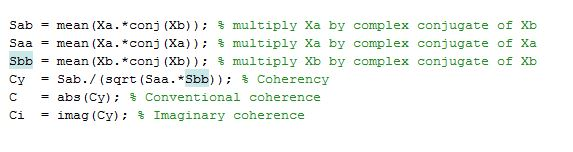 Sab = mean(Xa.*conj(Xb)); % multiply Xa by complex conjugate of Xb
Saa = mean(Xa.*conj(Xa)); % multiply Xa by complex conjugate of Xa
Sbb = mean(Xb.*conj(Xb)); % multiply Xb by complex conjugate of Xb
Cy  = Sab./(sqrt(Saa.*Sbb)); % Coherency
C   = abs(Cy); % Conventional coherence
Ci  = imag(Cy); % Imaginary coherence